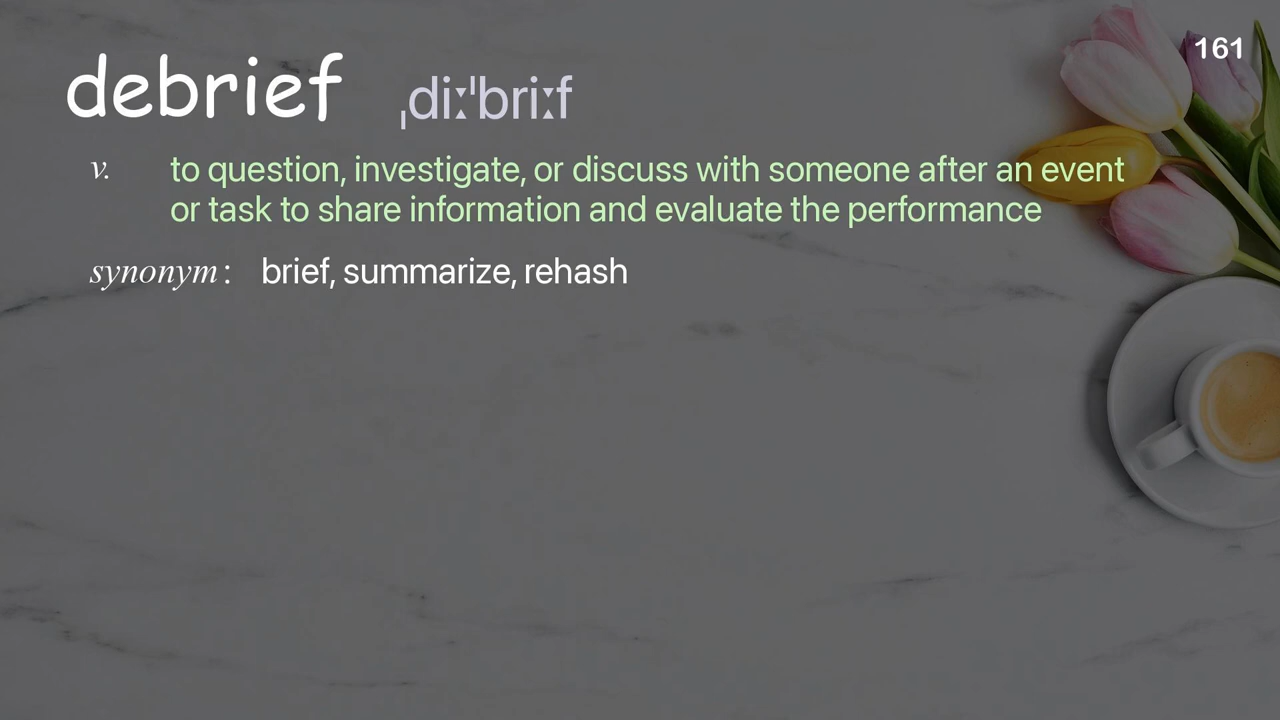 161
debrief ˌdiːˈbriːf
v. to question, investigate, or discuss with someone after an event
or task to share information and evaluate the performance
synonym: brief, summarize, rehash